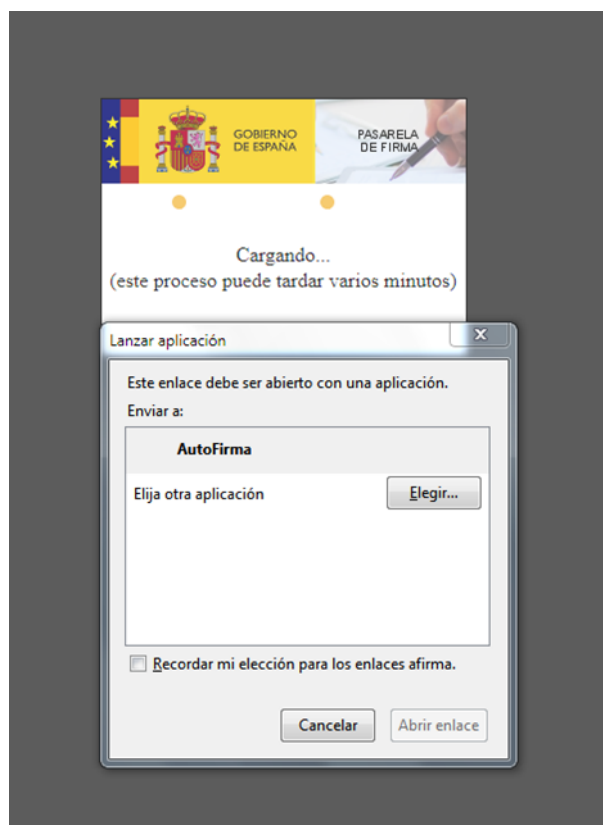 GOBIERNO
DE ESPAÑA
PASARELA
DE FIRMA
Cargando...
(este proceso puede tardar varios minutos)
Lanzar aplicación
x
Este enlace debe ser abierto con una aplicación.
Enviar a:
AutoFirma
Elija otra aplicación
Elegir...
Recordar mi elección para los enlaces afirma.
Cancelar
Abrir enlace